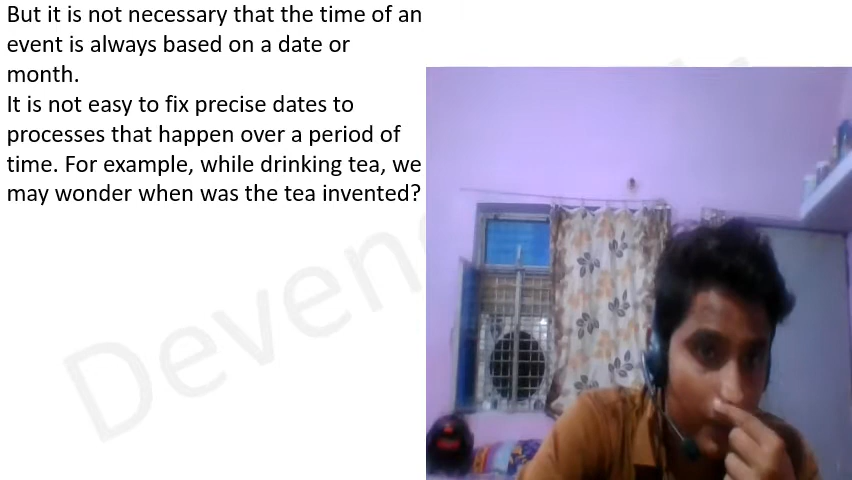 But it is not necessary that the time of an
event is always based on a date or
month.
It is not easy to fix precise dates to
processes that happen over a period of
time. For example, while drinking tea, we
may wonder when was the tea invented?